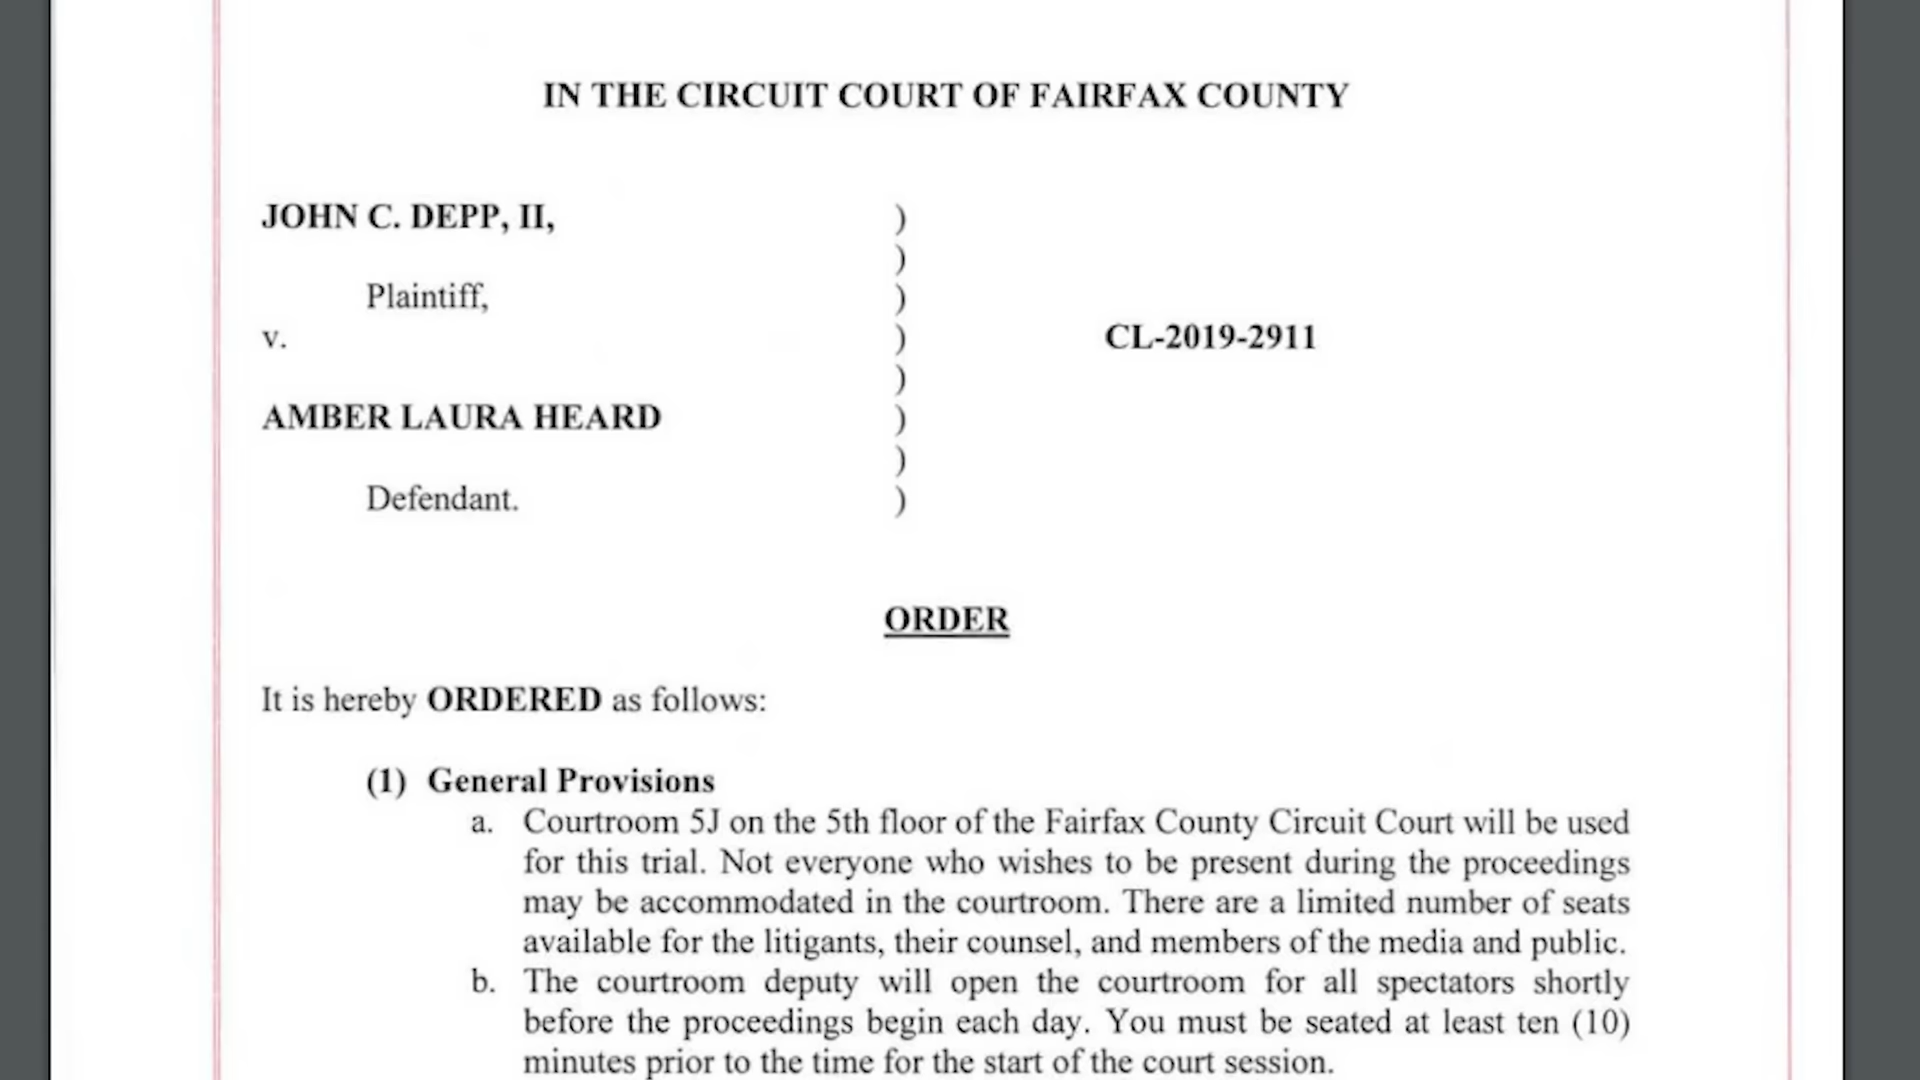 IN THE CIRCUIT COURT OF FAIRFAX COUNTY
JOHN C. DEPP, II, )
)
Plaintiff, )
v. ) CL-2019-2911
)
AMBER LAURA HEARD )
)
Defendant. )
ORDER
It is hereby ORDERED as follows:
(1) General Provisions
a. Courtroom 5J on the 5th floor of the Fairfax County Circuit Court will be used
for this trial. Not everyone who wishes to be present during the proceedings
may be accommodated in the courtroom. There are a limited number of seats
available for the litigants, their counsel, and members of the media and public.
b. The courtroom deputy will open the courtroom for all spectators shortly
before the proceedings begin each day. You must be seated at least ten (10)
minutes prior to the time for the start of the court session.